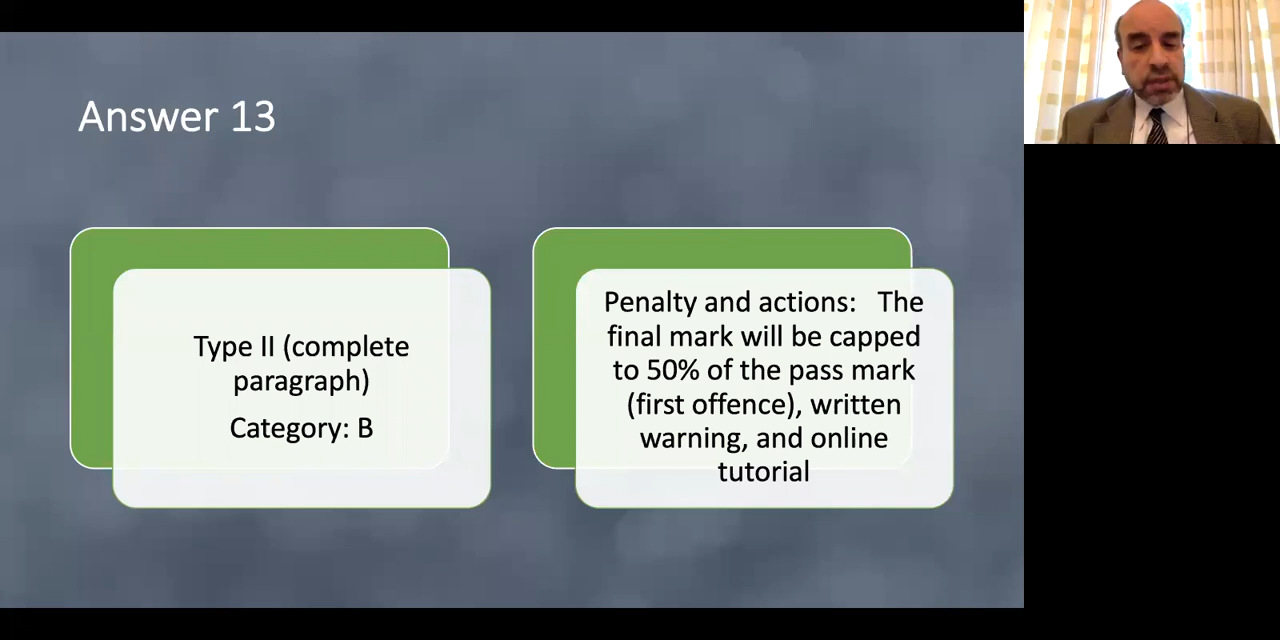 Answer 13
Type II (complete
paragraph)
Category: B
Penalty and actions:   The
final mark will be capped
to 50% of the pass mark
(first offence), written
warning, and online
tutorial